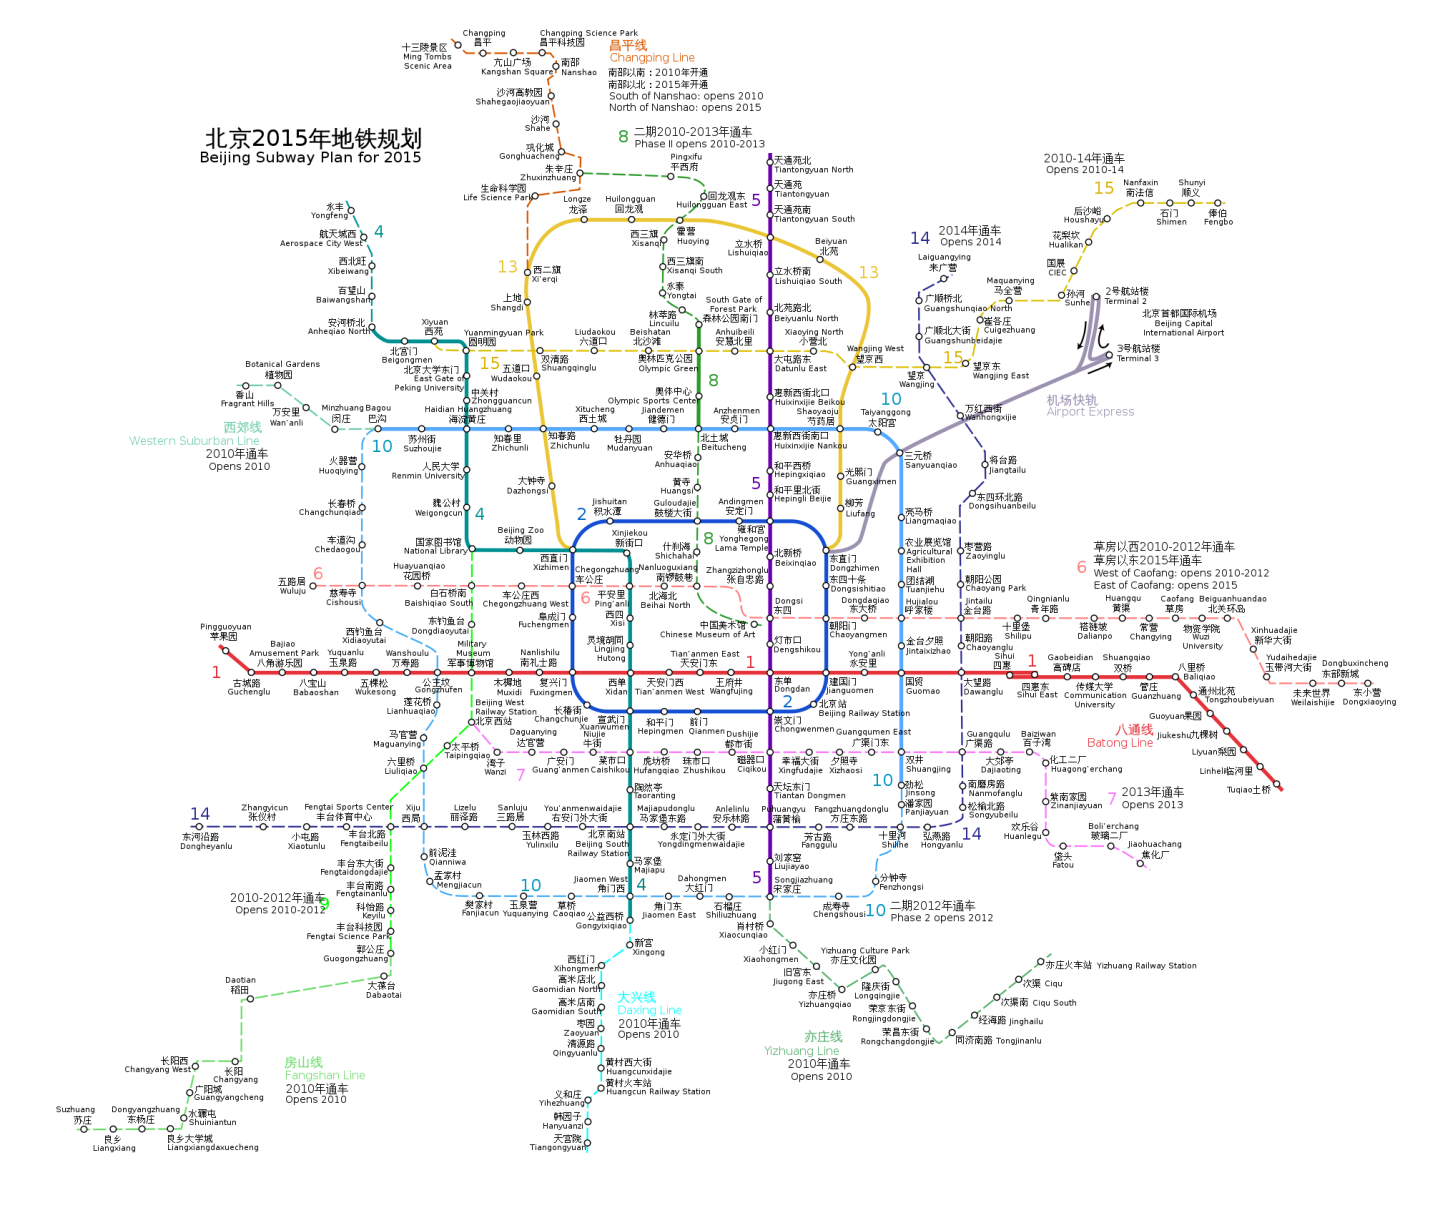 北京2015年地铁规划
Beijing Subway Plan for 2015
十三陵景区
Ming Tombs
Scenic Area
Changping
昌平
Changping Science Park
昌平科技园
亢山广场
Kangshan Square
南邵
Nanshao
昌平线
Changping Line
南邵以南：2010年开通
南邵以北：2015年开通
South of Nanshao: opens 2010
North of Nanshao: opens 2015
沙河高教园
Shahegaojiaoyuan
沙河
Shahe
巩化城
Gonghuacheng
朱辛庄
Zhuxinzhuang
生命科学园
Life Science Park
8
二期2010-2013年通车
Phase II opens 2010-2013
Pingxifu
平西府
回龙观东
Huilongguan East
Longze
龙泽
Huilongguan
回龙观
霍营
Huoying
5
天通苑北
Tiantongyuan North
天通苑
Tiantongyuan
天通苑南
Tiantongyuan South
立水桥
Lishuiqiao
Beiyuan
北苑
13
13
立水桥南
Lishuiqiao South
北苑路北
Beiyuanlu North
2010-14年通车
Opens 2010-14
15
Nanfaxin
南法信
Shunyi
顺义
石门
Shimen
俸伯
Fengbo
后沙峪
Houshayu
花梨坎
Hualikan
国展
CIEC
孙河
Sunhe
14
2014年通车
Opens 2014
Laiguangying
来广营
Maquanying
马全营
广顺桥北
Guangshunqiao North
崔各庄
Cuigezhuang
广顺北大街
Guangshunbeidajie
15
望京东
Wangjing East
望京
Wangjing
2号航站楼
Terminal 2
北京首都国际机场
Beijing Capital
International Airport
3号航站楼
Terminal 3
机场快轨
Airport Express
永丰
Yongfeng
航天城西
Aerospace City West
4
西北旺
Xibeiwang
百望山
Baiwangshan
安河桥北
Anheqiao North
北宫门
Beigongmen
Xiyuan
西苑
Yuanmingyuan Park
圆明园
15
西二旗
Xi'erqi
上地
Shangdi
西三旗
Xisanqi
西三旗南
Xisanqi South
永泰
Yongtai
林萃路
Lincuilu
South Gate of
Forest Park
森林公园南门
双清路
Shuangqinglu
Liudaokou
六道口
Beishatan
北沙滩
奥林匹克公园
Olympic Green
Anhuibeili
安慧北里
大屯路东
Datunlu East
Xiaoying North
小营北
Wangjing West
望京西
北京大学东门
East Gate of
Peking University
五道口
Wudaokou
中关村
Zhongguancun
奥体中心
Olympic Sports Center
8
惠新西街北口
Huixinxijie Beikou
Botanical Gardens
植物园
香山
Fragrant Hills
万安里
Wan'anli
西郊线
Western Suburban Line
2010年通车
Opens 2010
Minzhuang
闵庄
Bagou
巴沟
10
苏州街
Suzhoujie
Haidian Huangzhuang
海淀黄庄
知春里
Zhichunli
知春路
Zhichunlu
Xitucheng
西土城
牡丹园
Mudanyuan
Jiandemen
健德门
北土城
Beitucheng
Anzhenmen
安贞门
惠新西街南口
Huixinxijie Nankou
Shaoyaoju
芍药居
10
Taiyanggong
太阳宫
三元桥
Sanyuanqiao
万红西街
Wanhongxijie
将台路
Jiangtailu
东四环北路
Dongsihuanbeilu
火器营
Huoqiying
长春桥
Changchunqiao
车道沟
Chedaogou
人民大学
Renmin University
魏公村
Weigongcun
4
国家图书馆
National Library
大钟寺
Dazhongsi
安华桥
Anhuaqiao
黄寺
Huangsi
Guloudajie
鼓楼大街
和平西桥
Hepingxiqiao
和平里北街
Hepingli Beijie
5
光熙门
Guangximen
柳芳
Liufang
2
Jishuitan
积水潭
Andingmen
安定门
雍和宫
Yonghegong
Lama Temple
亮马桥
Liangmaqiao
农业展览馆
Agricultural
Exhibition
Hall
枣营路
Zaoyinglu
Beijing Zoo
动物园
西直门
Xizhimen
Xinjiekou
新街口
什刹海
Shichahai
8
北新桥
Beixinqiao
东直门
Dongzhimen
草房以西2010-2012年通车
草房以东2015年通车
West of Caofang: opens 2010-2012
East of Caofang: opens 2015
6
五路居
Wuluju
6
慈寿寺
Cishousi
Huayuanqiao
花园桥
白石桥南
Baishiqiao South
车公庄西
Chegongzhuang West
Chegongzhuang
车公庄
6
平安里
Ping'anli
Nanluoguxiang
南锣鼓巷
北海北
Beihai North
Zhangzizhonglu
张自忠路
东四十条
Dongsishitiao
团结湖
Tuanjiehu
朝阳公园
Chaoyang Park
西钓鱼台
Xidiaoyutai
东钓鱼台
Dongdiaoyutai
阜成门
Fuchengmen
西四
Xisi
中国美术馆
Chinese Museum of Art
Dongsi
东四
朝阳门
Chaoyangmen
Dongdaqiao
东大桥
Hujialou
呼家楼
Jintailu
金台路
十里堡
Shilipu
Qingnianlu
青年路
褡裢坡
Dalianpo
Huangqu
黄渠
常营
Changying
Caofang
草房
物资学院
Wuzi
University
Beiguanhuandao
北关环岛
Xinhuadajie
新华大街
Yudaihedajie
玉带河大街
未来世界
Weilaishijie
Dongbuxincheng
东部新城
东小营
Dongxiaoying
Pingguoyuan
苹果园
1
古城路
Guchenglu
Bajiao
Amusement Park
八角游乐园
八宝山
Babaoshan
Yuquanlu
玉泉路
五棵松
Wukesong
Wanshoulu
万寿路
公主坟
Gongzhufen
Military
Museum
军事博物馆
木樨地
Muxidi
Nanlishilu
南礼士路
复兴门
Fuxingmen
灵境胡同
Lingjing
Hutong
西单
Xidan
天安门西
Tian'anmen West
Tian'anmen East
天安门东
王府井
Wangfujing
1
灯市口
Dengshikou
东单
Dongdan
建国门
Jianguomen
Yong'anli
永安里
金台夕照
Jintaixizhao
国贸
Guomao
朝阳路
Chaoyanglu
大望路
Dawanglu
Sihui
四惠
1
四惠东
Sihui East
Gaobeidian
高碑店
传媒大学
Communication
University
Shuangqiao
双桥
管庄
Guanzhuang
八里桥
Baliqiao
通州北苑
Tongzhoubeiyuan
Guoyuan果园
Jiukeshu九棵树
Liyuan梨园
Linheli临河里
Tuqiao土桥
八通线
Batong Line
莲花桥
Lianhuaqiao
Beijing West
Railway Station
北京西站
长椿街
Changchunjie
宣武门
Xuanwumen
和平门
Hepingmen
前门
Qianmen
2
崇文门
Chongwenmen
北京站
Beijing Railway Station
马官营
Maguanying
太平桥
Taipingqiao
六里桥
Liuliqiao
湾子
Wanzi
7
Daguanying
达官营
广安门
Guang'anmen
Niujie
牛街
菜市口
Caishikou
虎坊桥
Hufangqiao
珠市口
Zhushikou
Dushijie
都市街
磁器口
Ciqikou
幸福大街
Xingfudajie
夕照寺
Xizhaosi
Guangqumen East
广渠门东
双井
Shuangjing
Guangqulu
广渠路
大郊亭
Dajiaoting
Baiziwan
百子湾
化工二厂
Huagong'erchang
紫南家园
Zinanjiayuan
7
2013年通车
Opens 2013
欢乐谷
Huanlegu
垡头
Fatou
Boli'erchang
玻璃二厂
Jiaohuachang
焦化厂
陶然亭
Taoranting
天坛东门
Tiantan Dongmen
10
劲松
Jinsong
潘家园
Panjiayuan
南磨房路
Nanmofanglu
松榆北路
Songyubeilu
14
14
东河沿路
Dongheyanlu
Zhangyicun
张仪村
小屯路
Xiaotunlu
Fengtai Sports Center
丰台体育中心
丰台北路
Fengtaibeilu
Xiju
西局
Lizelu
丽泽路
Sanluju
三路居
玉林西路
Yulinxilu
You'anmenwaidajie
右安门外大街
北京南站
Beijing South
Railway Station
Majiapudonglu
马家堡东路
永定门外大街
Yongdingmenwaidajie
Anlelinlu
安乐林路
Puhuangyu
蒲黄榆
芳古路
Fanggulu
Fangzhuangdonglu
方庄东路
十里河
Shilihe
弘燕路
Hongyanlu
丰台东大街
Fengtaidongdajie
丰台南路
Fengtainanlu
科怡路
Keyilu
丰台科技园
Fengtai Science Park
郭公庄
Guogongzhuang
大葆台
Dabaotai
2010-2012年通车
Opens 2010-2012
9
前泥洼
Qianniwa
孟家村
Mengjiacun
樊家村
Fanjiacun
10
玉泉营
Yuquanying
草桥
Caoqiao
Jiaomen West
角门西
马家堡
Majiapu
4
公益西桥
Gongyixiqiao
角门东
Jiaomen East
Dahongmen
大红门
石榴庄
Shiliuzhuang
刘家窑
Liujiayao
5
Songjiazhuang
宋家庄
成寿寺
Chengshousi
分钟寺
Fenzhongsi
10
二期2012年通车
Phase 2 opens 2012
新宫
Xingong
西红门
Xihongmen
高米店北
Gaomidian North
高米店南
Gaomidian South
枣园
Zaoyuan
清源路
Qingyuanlu
黄村西大街
Huangcunxidajie
黄村火车站
Huangcun Railway Station
义和庄
Yihezhuang
韩园子
Hanyuanzi
天宫院
Tiangongyuan
大兴线
Daxing Line
2010年通车
Opens 2010
肖村桥
Xiaocunqiao
小红门
Xiaohongmen
旧宫东
Jiugong East
亦庄桥
Yizhuangqiao
Yizhuang Culture Park
亦庄文化园
隆庆街
Longqingjie
荣京东街
Rongjingdongjie
荣昌东街
Rongchangdongjie
同济南路 Tongjinanlu
经海路 Jinghailu
次渠南 Ciqu South
次渠 Ciqu
亦庄火车站 Yizhuang Railway Station
亦庄线
Yizhuang Line
2010年通车
Opens 2010
Daotian
稻田
长阳西
Changyang West
长阳
Changyang
广阳城
Guangyangcheng
水碾屯
Shuiniantun
Suzhuang
苏庄
良乡
Liangxiang
Dongyangzhuang
东杨庄
良乡大学城
Liangxiangdaxuecheng
房山线
Fangshan Line
2010年通车
Opens 2010